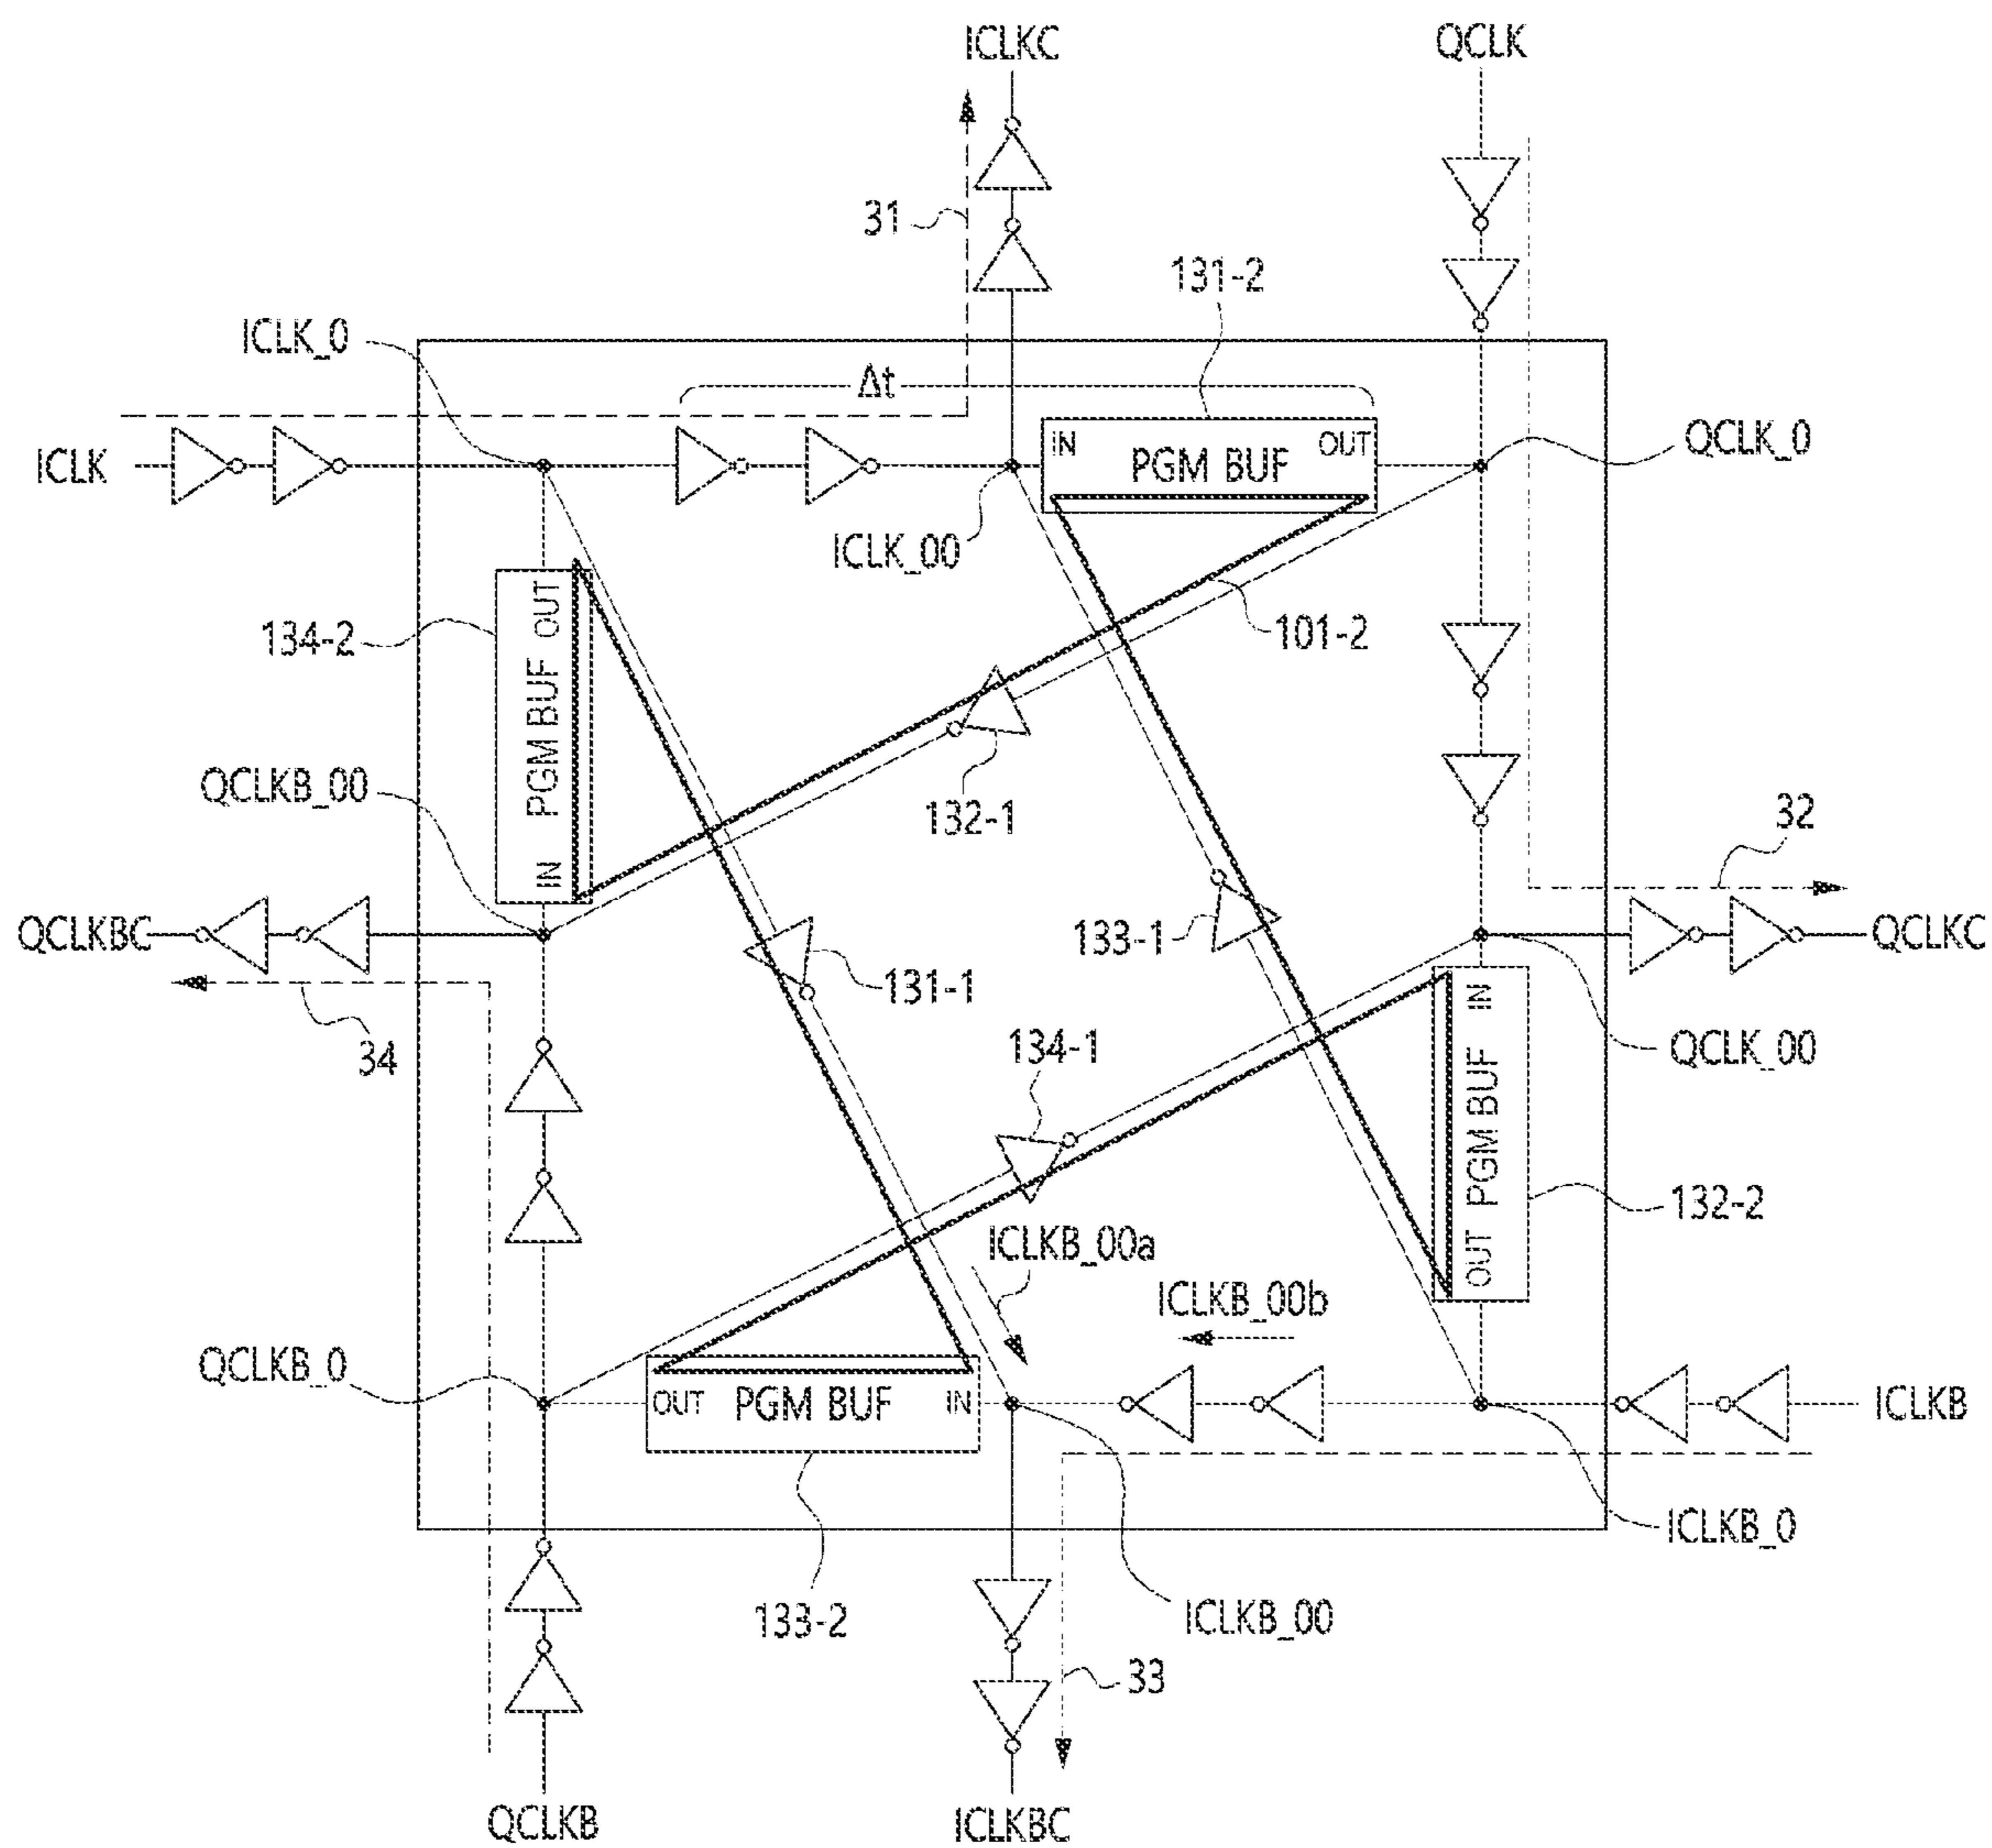 ICLKC
QCLK
31
131-2
ICLK_0
Δt
ICLK
IN
OUT
PGM BUF
QCLK_0
ICLK_00
134-2
OUT
PGM BUF
IN
101-2
QCLKB_00
132-1
32
QCLKBC
133-1
QCLKC
131-1
34
134-1
IN
PGM BUF
OUT
QCLK_00
132-2
ICLKB_00a
ICLKB_00b
QCLKB_0
OUT
PGM BUF
IN
ICLKB
ICLKB_0
133-2
ICLKB_00
33
QCLKB
ICLKBC